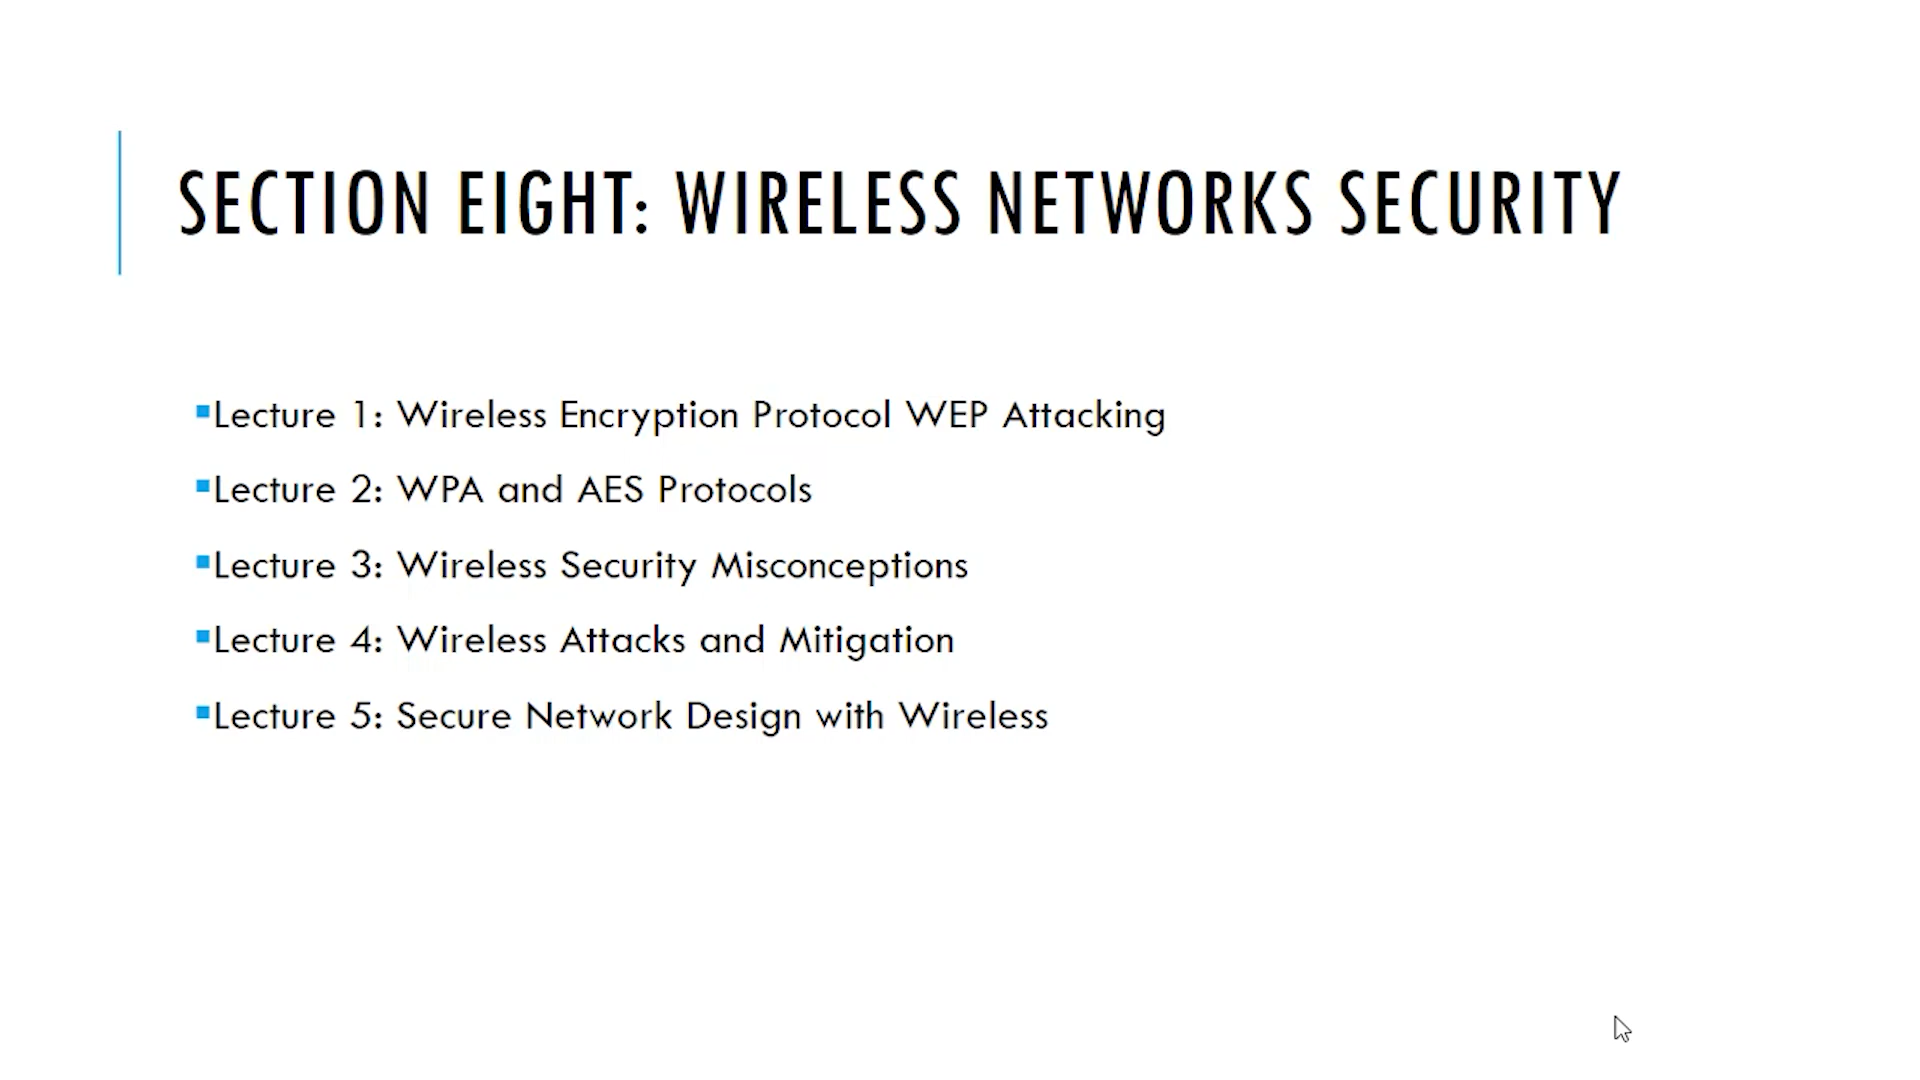 SECTION EIGHT: WIRELESS NETWORKS SECURITY
Lecture 1: Wireless Encryption Protocol WEP Attacking
Lecture 2: WPA and AES Protocols
Lecture 3: Wireless Security Misconceptions
Lecture 4: Wireless Attacks and Mitigation
Lecture 5: Secure Network Design with Wireless